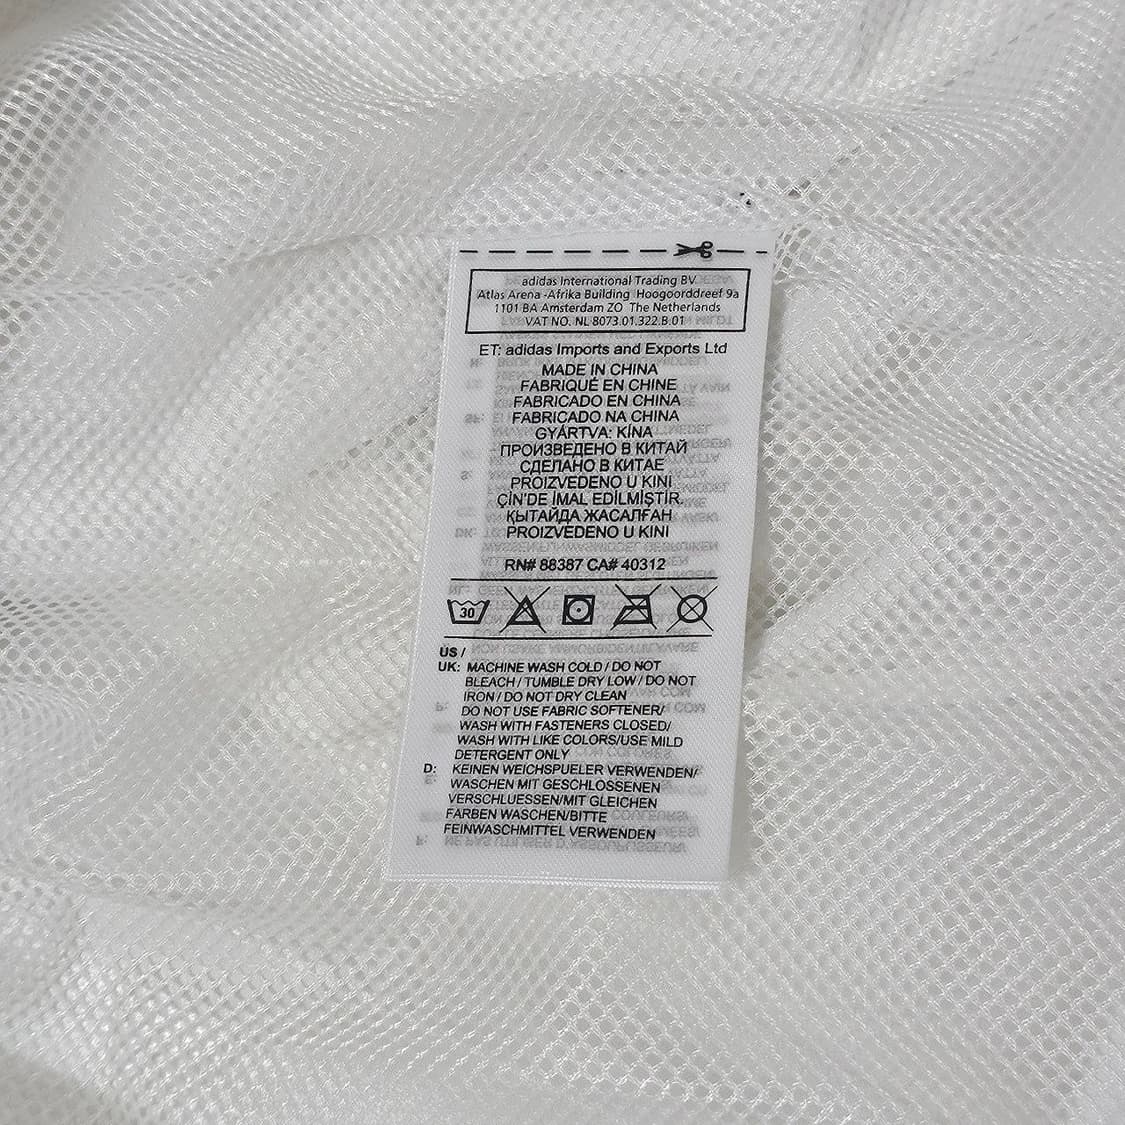 adidas International Trading BV
Atlas Arena -Afrika Building Hoogoorddreef 9a
1101 BA Amsterdam ZO The Netherlands
VAT NO. NL 8073.01.322.B.01
ET: adidas Imports and Exports Ltd
MADE IN CHINA
FABRIQUÉ EN CHINE
FABRICADO EN CHINA
FABRICADO NA CHINA
GYÁRTVA: KÍNA
ПРОИЗВЕДЕНО В КИТАЙ
СДЕЛАНО В КИТАЕ
PROIZVEDENO U KINI
ÇİN'DE İMAL EDİLMİŞTİR.
ҚЫТАЙДА ЖАСАЛҒАН
PROIZVEDENO U KINI
RN# 88387 CA# 40312
30
US /
UK: MACHINE WASH COLD / DO NOT
BLEACH / TUMBLE DRY LOW / DO NOT
IRON / DO NOT DRY CLEAN
DO NOT USE FABRIC SOFTENER/
WASH WITH FASTENERS CLOSED/
WASH WITH LIKE COLORS/USE MILD
DETERGENT ONLY
D: KEINEN WEICHSPUELER VERWENDEN/
WASCHEN MIT GESCHLOSSENEN
VERSCHLUESSEN/MIT GLEICHEN
FARBEN WASCHEN/BITTE
FEINWASCHMITTEL VERWENDEN